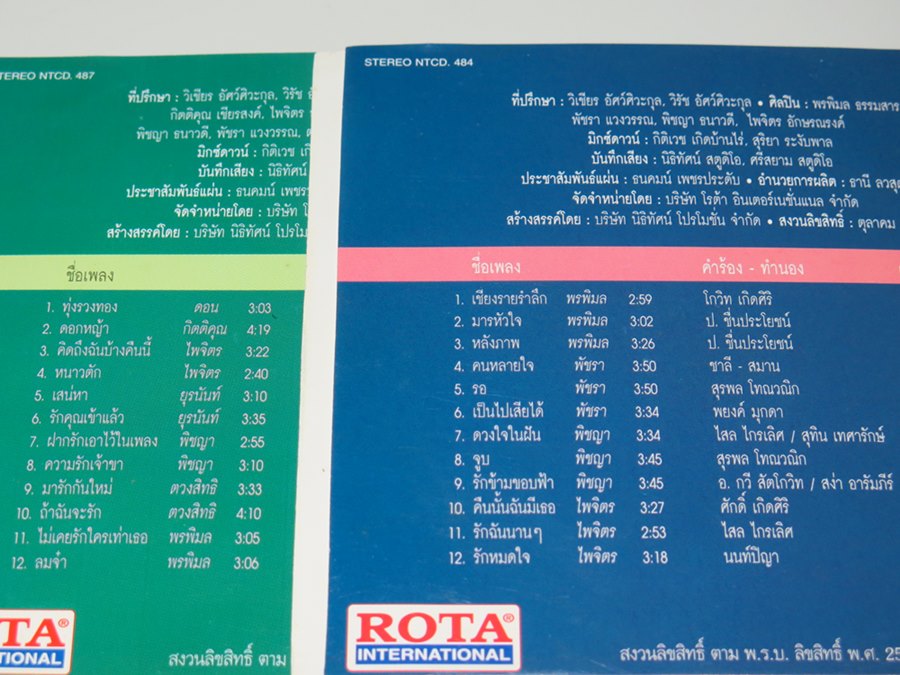 STEREO NTCD. 487
ที่ปรึกษา : วิเชียร อัศว์ศิวะกุล, วิรัช
กิตติคุณ เชียรสงค์, ไพจิตร
พิชญา ธนาวดี, พัชรา แวงวรรณ,
มิกซ์ดาวน์ : กิติเวช
บันทึกเสียง : นิธิทัศน์
ประชาสัมพันธ์แผ่น : ธนคมน์ เพชร
จัดจำหน่ายโดย : บริษัท
สร้างสรรค์โดย : บริษัท นิธิทัศน์ โปรโม
ชื่อเพลง
1. ทุ่งรวงทอง ดอน 3:03
2. ดอกหญ้า กิตติคุณ 4:19
3. คิดถึงฉันบ้างคืนนี้ ไพจิตร 3:22
4. หนาวตัก ไพจิตร 2:40
5. เสน่หา ยุรนันท์ 3:10
6. รักคุณเข้าแล้ว ยุรนันท์ 3:35
7. ฝากรักเอาไว้ในเพลง พิชญา 2:55
8. ความรักเจ้าขา พิชญา 3:10
9. มารักกันใหม่ ตวงสิทธิ 3:33
10. ถ้าฉันจะรัก ตวงสิทธิ 4:10
11. ไม่เคยรักใครเท่าเธอ พรพิมล 3:05
12. ลมจ๋า พรพิมล 3:06
TA®
INTERNATIONAL
สงวนลิขสิทธิ์ ตาม
STEREO NTCD. 484
ที่ปรึกษา : วิเชียร อัศว์ศิวะกุล, วิรัช อัศว์ศิวะกุล • ศิลปิน : พรพิมล ธรรมสาร
พัชรา แวงวรรณ, พิชญา ธนาวดี, ไพจิตร อักษรณรงค์
มิกซ์ดาวน์ : กิติเวช เกิดบ้านไร่, สุริยา ระงับพาล
บันทึกเสียง : นิธิทัศน์ สตูดิโอ, ศรีสยาม สตูดิโอ
ประชาสัมพันธ์แผ่น : ธนคมน์ เพชรประดับ • อำนวยการผลิต : ธานี ลวสุ
จัดจำหน่ายโดย : บริษัท โรต้า อินเตอร์เนชั่นแนล จำกัด
สร้างสรรค์โดย : บริษัท นิธิทัศน์ โปรโมชั่น จำกัด • สงวนลิขสิทธิ์ : ตุลาคม
ชื่อเพลง คำร้อง - ทำนอง
1. เชียงรายรำลึก พรพิมล 2:59 โกวิท เกิดศิริ
2. มารหัวใจ พรพิมล 3:02 ป. ชื่นประโยชน์
3. หลังภาพ พรพิมล 3:26 ป. ชื่นประโยชน์
4. คนหลายใจ พัชรา 3:50 ชาลี - สมาน
5. รอ พัชรา 3:50 สุรพล โทณวณิก
6. เป็นไปเสียได้ พัชรา 3:34 พยงค์ มุกดา
7. ดวงใจในฝัน พิชญา 3:34 ไสล ไกรเลิศ / สุทิน เทศารักษ์
8. จูบ พิชญา 3:45 สุรพล โทณวณิก
9. รักข้ามขอบฟ้า พิชญา 3:45 อ. กวี สัตโกวิท / สง่า อารัมภีร์
10. คืนนั้นฉันมีเธอ ไพจิตร 3:27 ศักดิ์ เกิดศิริ
11. รักฉันนานๆ ไพจิตร 2:53 ไสล ไกรเลิศ
12. รักหมดใจ ไพจิตร 3:18 นนท์ปิญา
ROTA®
INTERNATIONAL
สงวนลิขสิทธิ์ ตาม พ.ร.บ. ลิขสิทธิ์ พ.ศ. 25